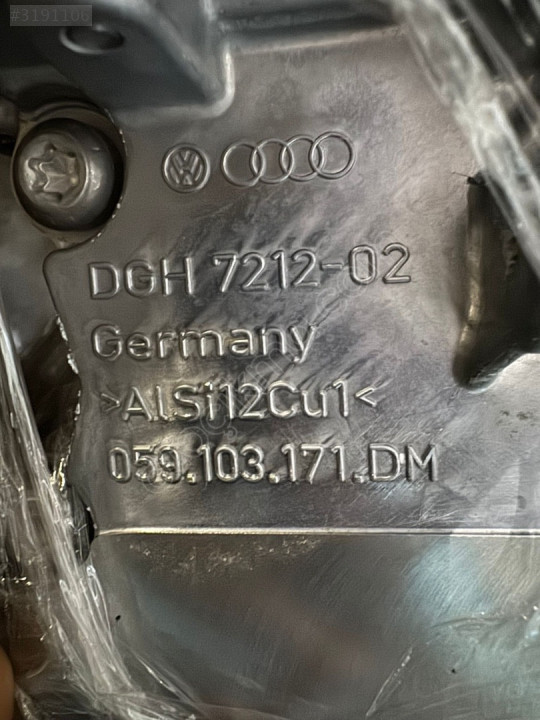 #3191106
DGH 7212-02
Germany
>AlSi12Cu1<
059.103.171.DM